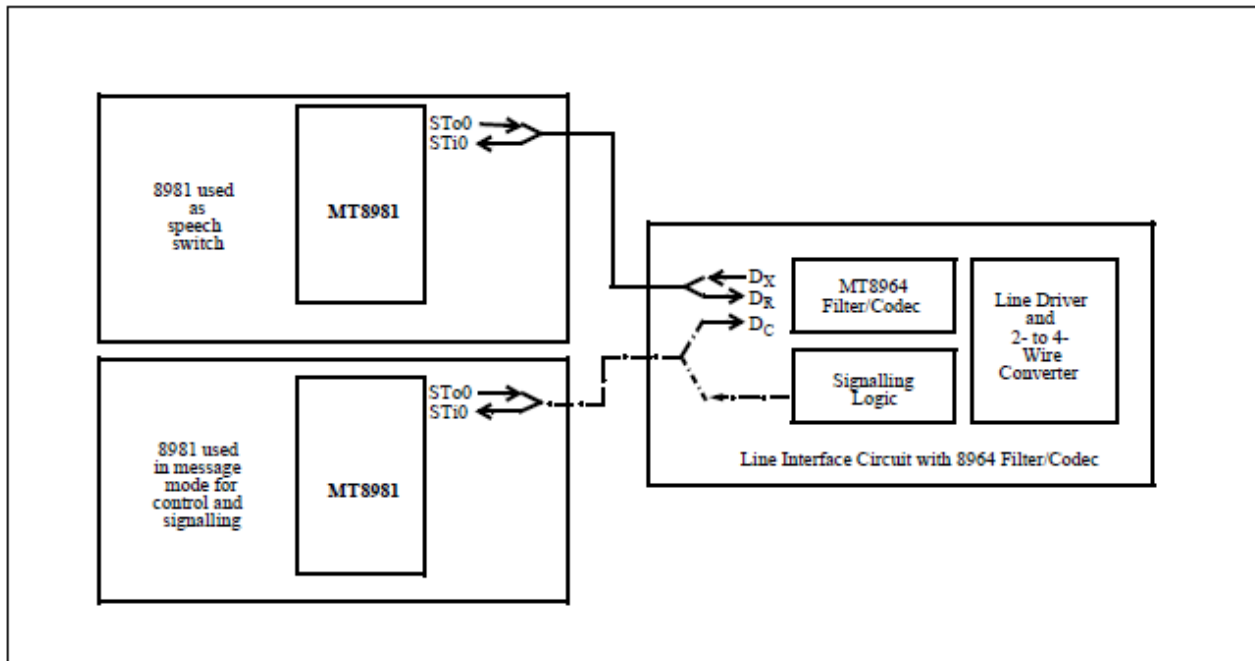 STo0
STi0
8981 used
as
speech
switch
MT8981
STo0
STi0
8981 used
in message
mode for
control and
signalling
MT8981
DX
DR
DC
MT8964
Filter/Codec
Signalling
Logic
Line Driver
and
2- to 4-
Wire
Converter
Line Interface Circuit with 8964 Filter/Codec